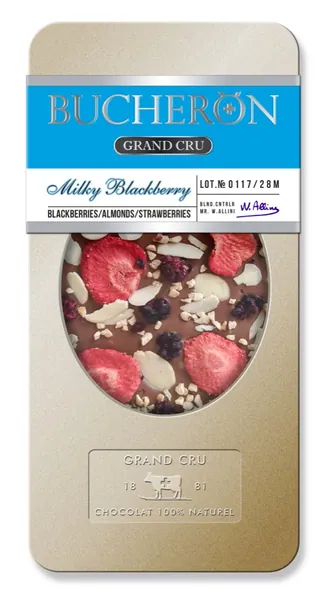 BUCHERON
GRAND CRU
Milky Blackberry
BLACKBERRIES/ALMONDS/STRAWBERRIES
LOT.№ 0117/28M
BLND.CNTRLR
MR. W.ALLINI
W.Allini
GRAND CRU
18 81
CHOCOLAT 100% NATUREL